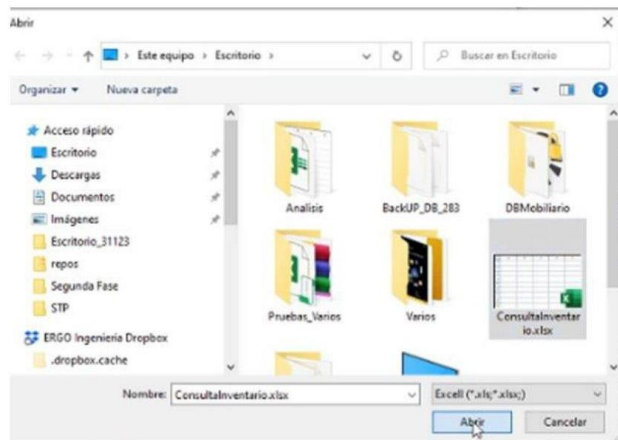 Abrir
Este equipo > Escritorio >
Buscar en Escritorio
Organizar
Nueva carpeta
Acceso rápido
Escritorio
Descargas
Documentos
Imágenes
Escritorio_31123
repos
Segunda Fase
STP
ERGO Ingenieria Dropbox
.dropbox.cache
Analisis
BackUP_DB_283
DBMobiliario
Pruebas_Varios
Varios
ConsultaInventar
io.xlsx
Nombre: ConsultaInventario.xlsx
Excell (*.xls;*.xlsx;)
Abrir
Cancelar